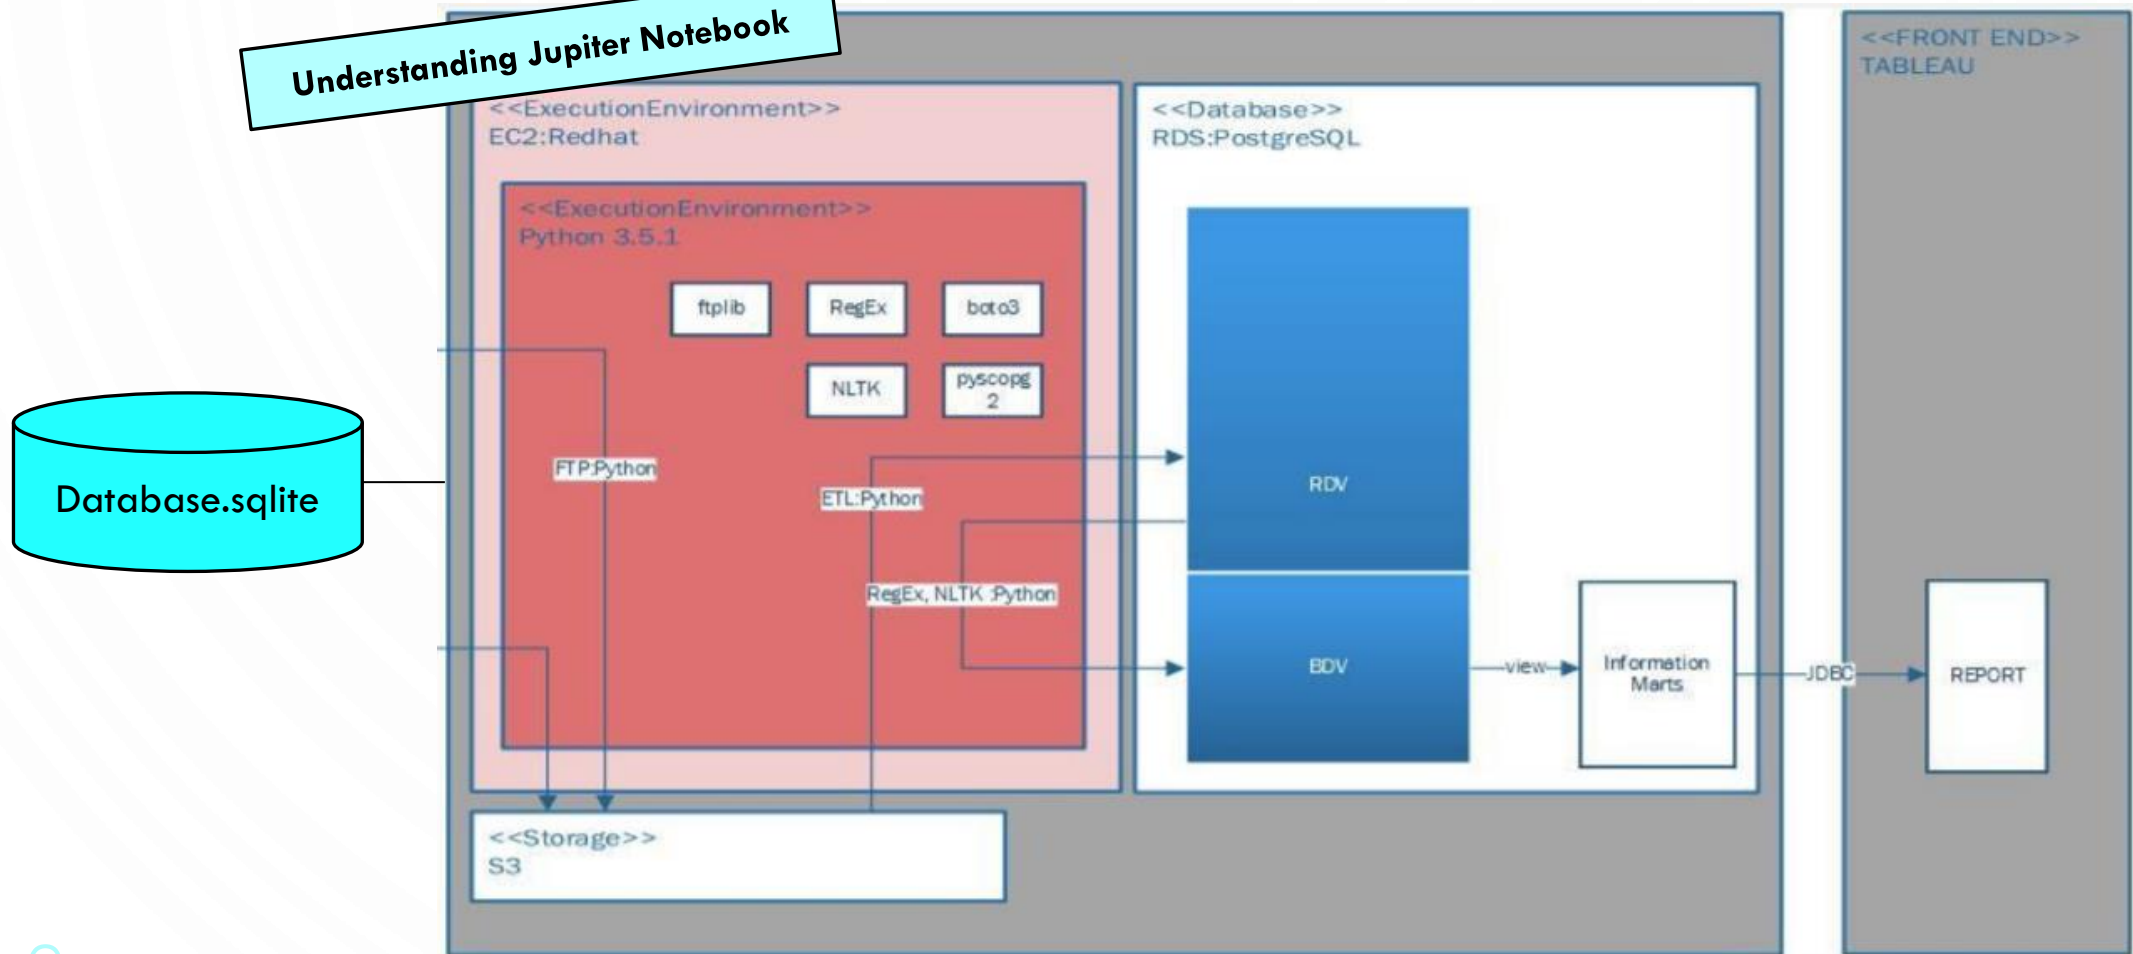 Understanding Jupiter Notebook
<<FRONT END>>
TABLEAU
<<ExecutionEnvironment>>
EC2:Redhat
<<Database>>
RDS:PostgreSQL
<<ExecutionEnvironment>>
Python 3.5.1
ftplib
RegEx
boto3
NLTK
pyscopg
2
FTP:Python
ETL:Python
RDV
Database.sqlite
RegEx, NLTK :Python
BDV
view
Information
Marts
JDBC
REPORT
<<Storage>>
S3